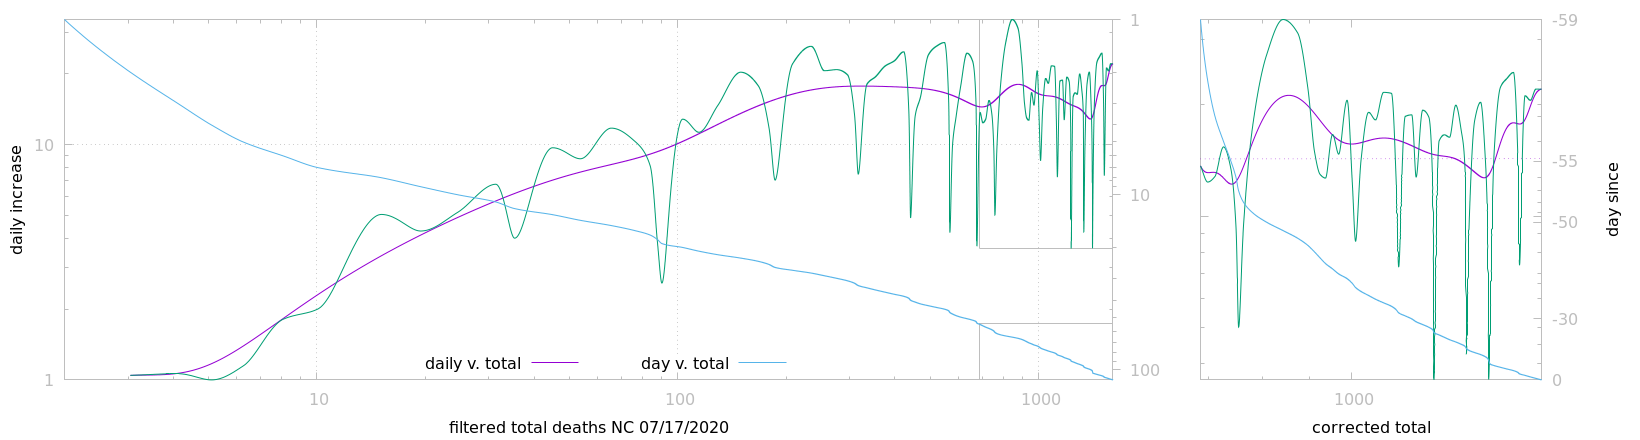 daily increase
10
1
daily v. total
day v. total
10
100
1000
filtered total deaths NC 07/17/2020
1
10
100
1000
corrected total
-59
-55
-50
-30
0
day since